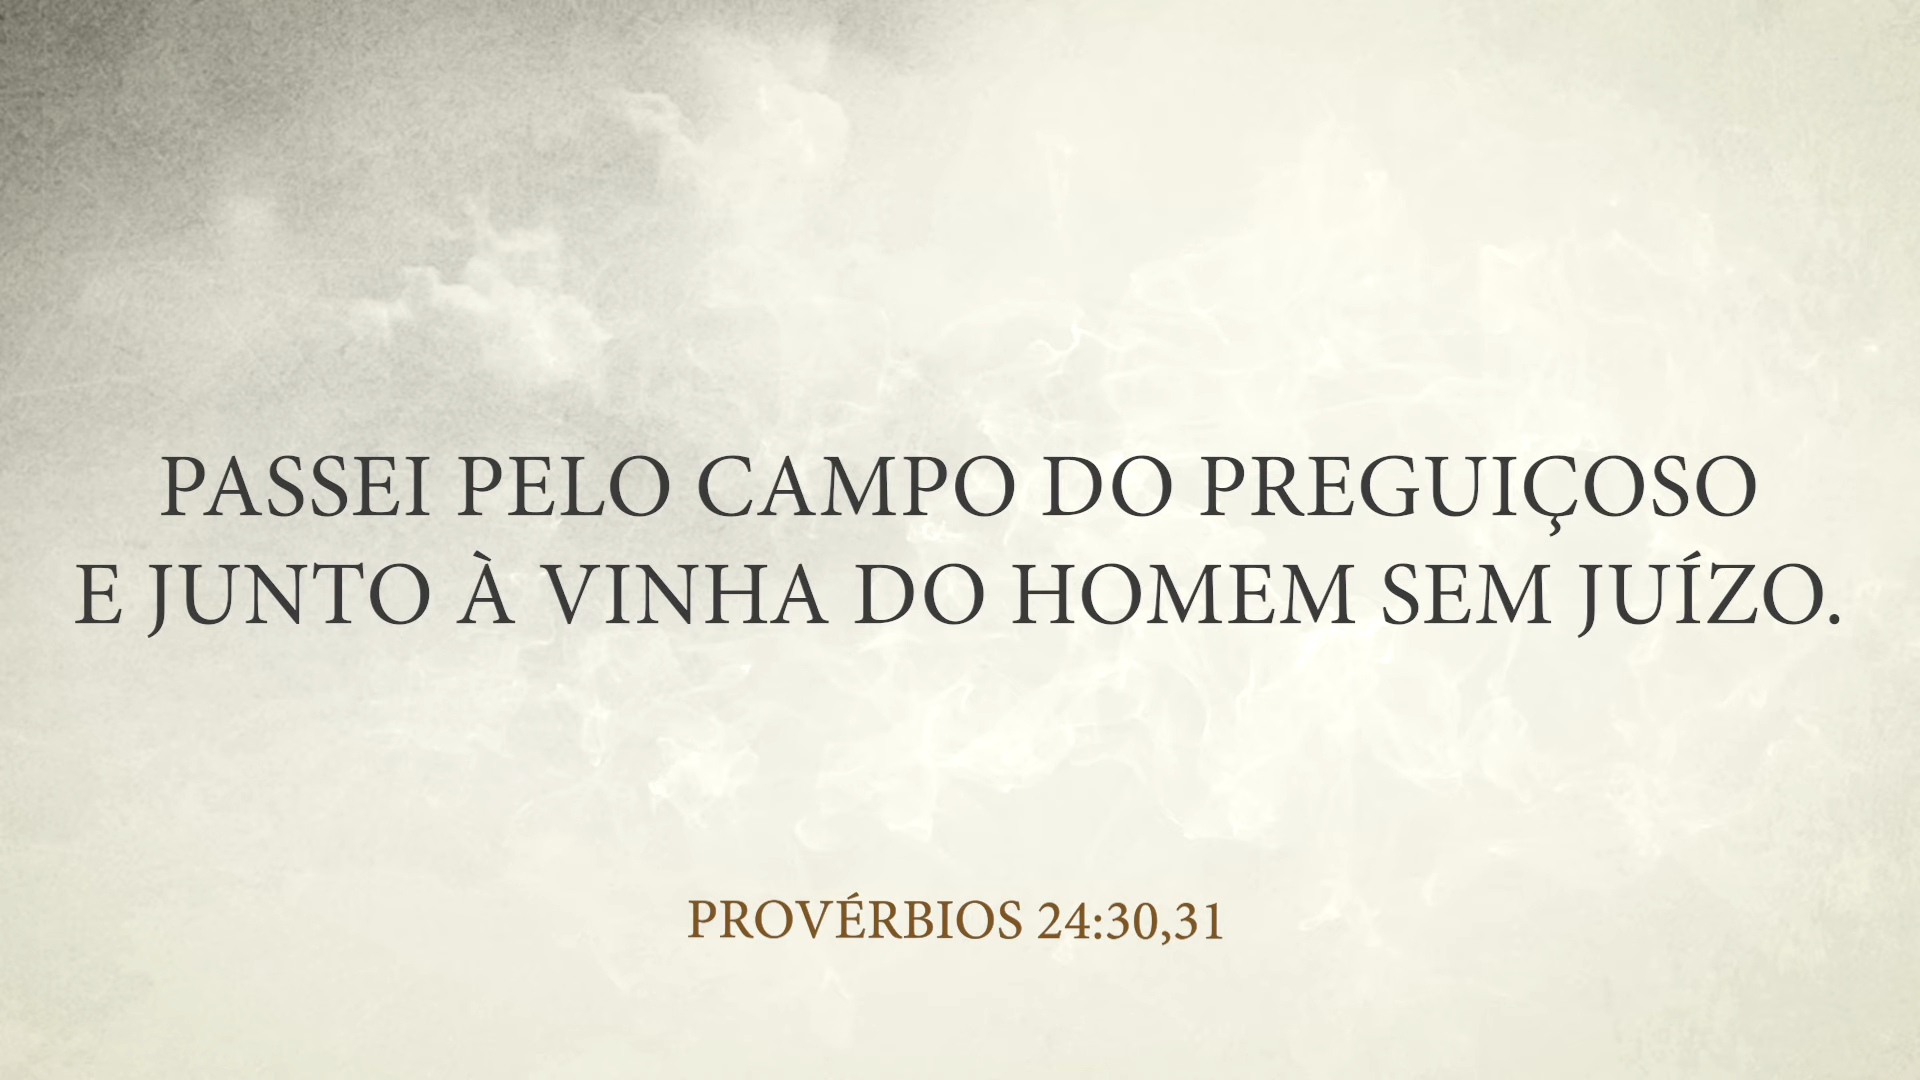 PASSEI PELO CAMPO DO PREGUIÇOSO
E JUNTO À VINHA DO HOMEM SEM JUÍZO.
PROVÉRBIOS 24:30,31